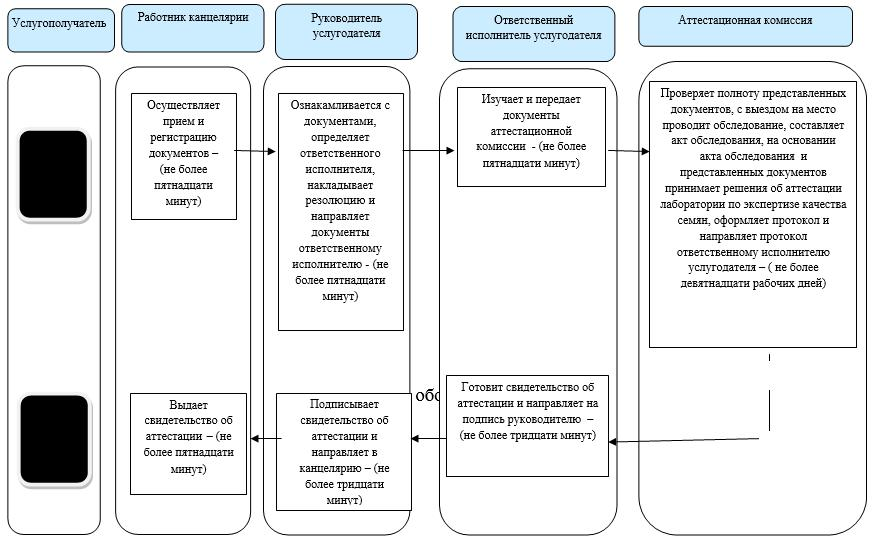 Услугополучатель
Работник канцелярии
Руководитель
услугодателя
Ответственный
исполнитель услугодателя
Аттестационная комиссия
Осуществляет
прием и
регистрацию
документов –
(не более
пятнадцати
минут)
Ознакамливается с
документами,
определяет
ответственного
исполнителя,
накладывает
резолюцию и
направляет
документы
ответственному
исполнителю - (не
более пятнадцати
минут)
Изучает и передает
документы
аттестационной
комиссии - (не более
пятнадцати минут)
Проверяет полноту представленных
документов, с выездом на место
проводит обследование, составляет
акт обследования, на основании
акта обследования и
представленных документов
принимает решения об аттестации
лаборатории по экспертизе качества
семян, оформляет протокол и
направляет протокол
ответственному исполнителю
услугодателя – ( не более
девятнадцати рабочих дней)
Выдает
свидетельство об
аттестации – (не
более пятнадцати
минут)
Подписывает
свидетельство об
аттестации и
направляет в
канцелярию – (не
более тридцати
минут)
обо
Готовит свидетельство об
аттестации и направляет на
подпись руководителю –
(не более тридцати минут)